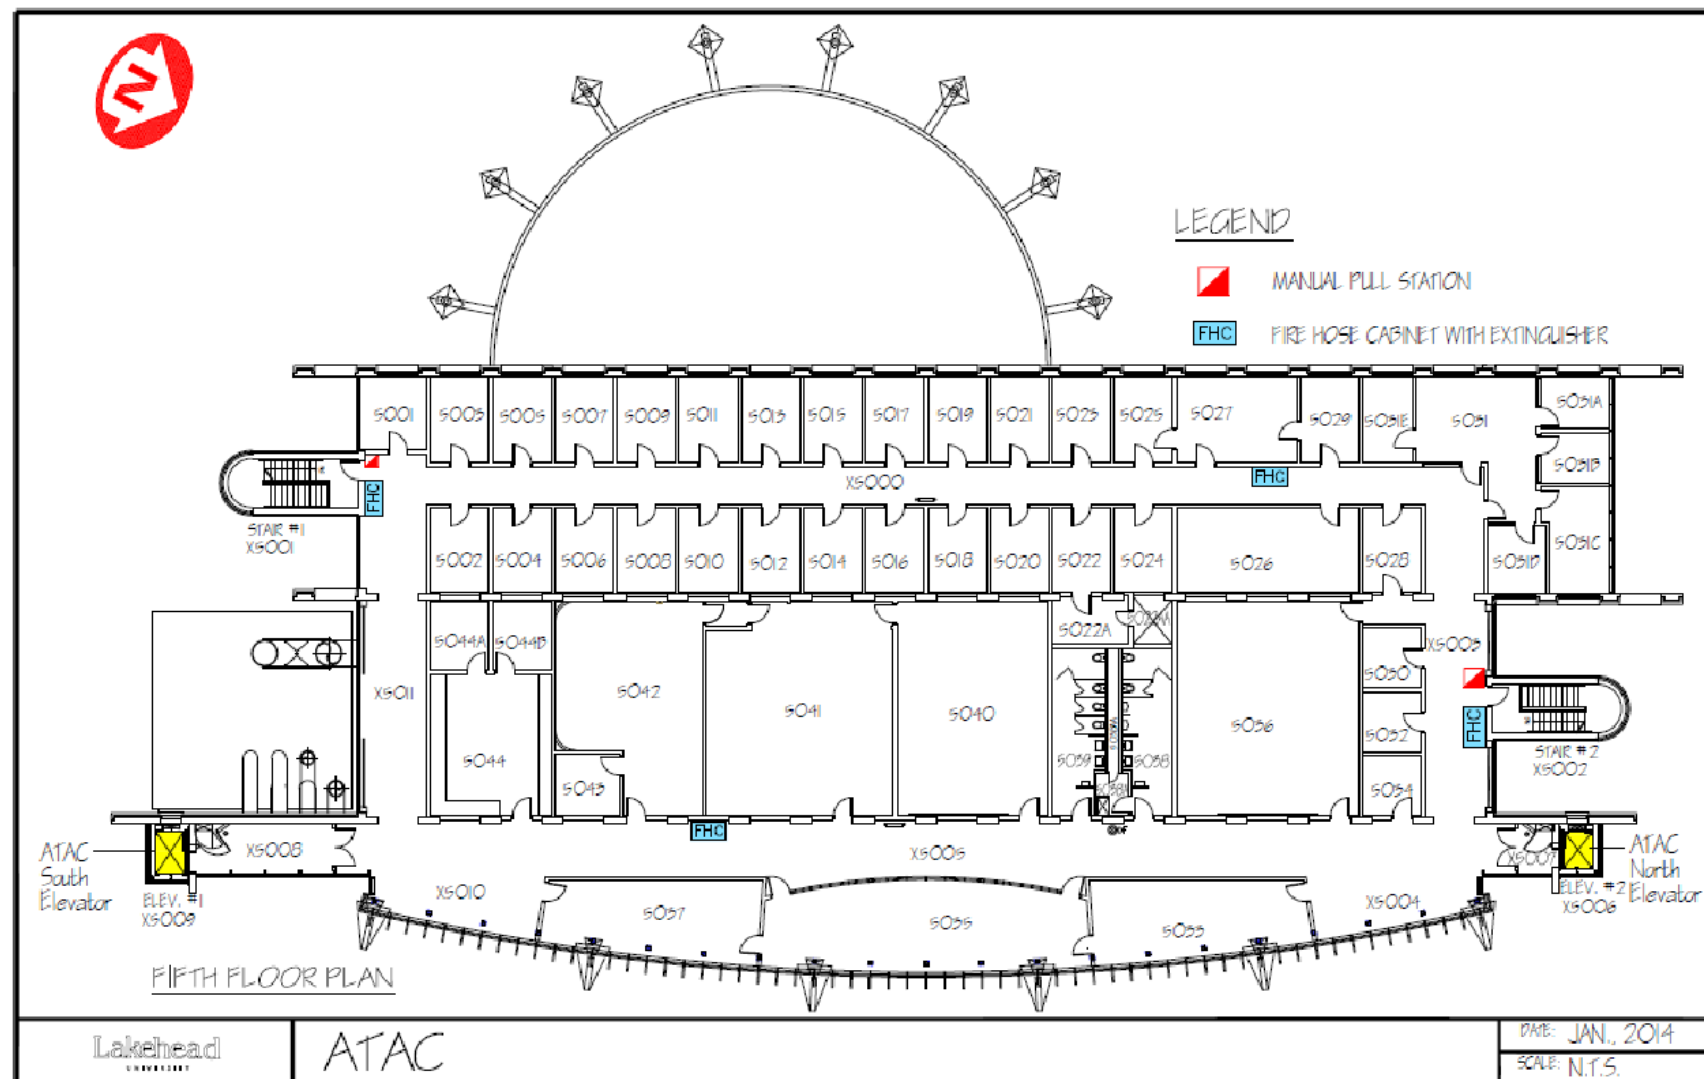 N
LEGEND
MANUAL PULL STATION
FHC FIRE HOSE CABINET WITH EXTINGUISHER
5001 5003 5005 5007 5009 5011 5013 5015 5017 5019 5021 5023 5025 5027 5029 5031E 5031 5031A
5031B
FHC
X5000
FHC
STAIR #1
X5001
5002 5004 5006 5008 5010 5012 5014 5016 5018 5020 5022 5024 5026 5028 5031D 5031C
5044A 5044B 5022A X5003
X5011 5042 5041 5040 5036 5030
5044 5043 5039 5038 5032 FHC
5038A 5034
STAIR #2
X5002
FHC
X5005
ATAC
South
Elevator
X5008
ELEV. #1
X5009
X5010
5037
5035
5033
X5004
X5007
ELEV. #2
X5006
ATAC
North
Elevator
FIFTH FLOOR PLAN
Lakehead
UNIVERSITY
ATAC
DATE: JAN., 2014
SCALE: N.T.S.